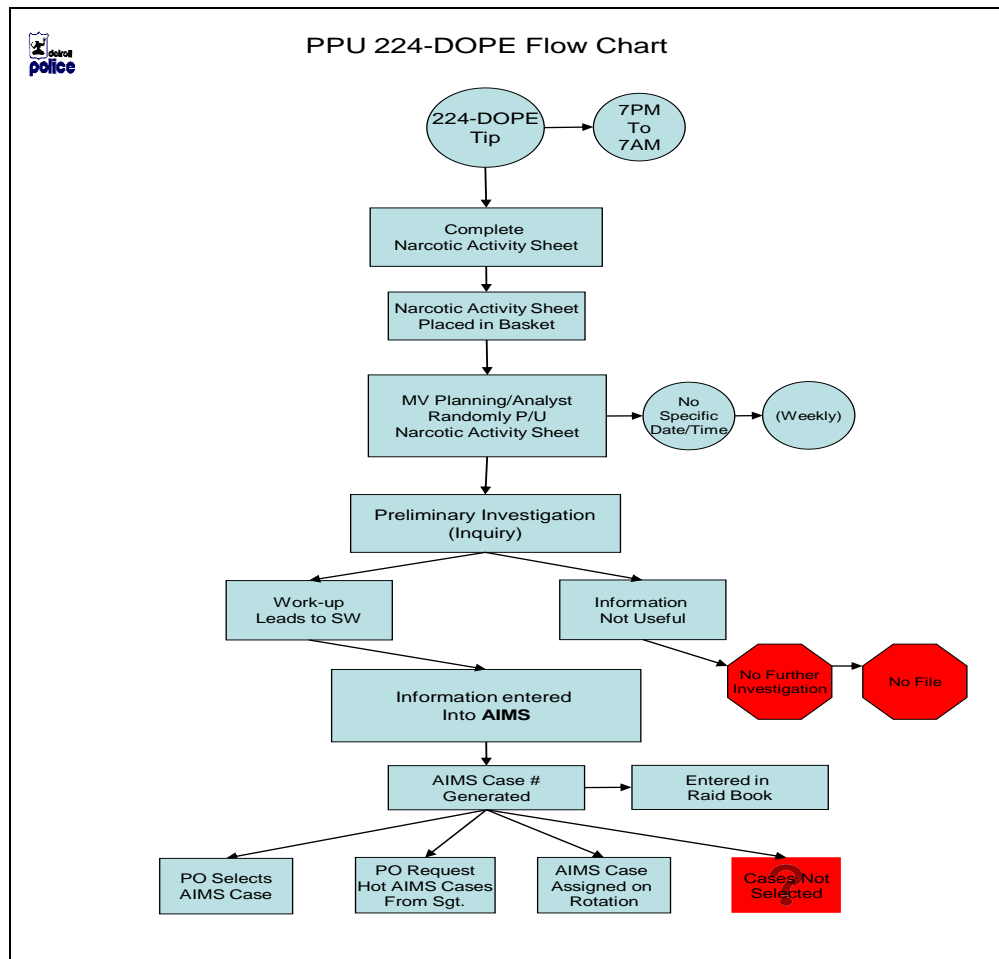 detroit
police
PPU 224-DOPE Flow Chart
224-DOPE
Tip
7PM
To
7AM
Complete
Narcotic Activity Sheet
Narcotic Activity Sheet
Placed in Basket
MV Planning/Analyst
Randomly P/U
Narcotic Activity Sheet
No
Specific
Date/Time
(Weekly)
Preliminary Investigation
(Inquiry)
Work-up
Leads to SW
Information
Not Useful
No Further
Investigation
No File
Information entered
Into AIMS
AIMS Case #
Generated
Entered in
Raid Book
PO Selects
AIMS Case
PO Request
Hot AIMS Cases
From Sgt.
AIMS Case
Assigned on
Rotation
?
Cases Not
Selected